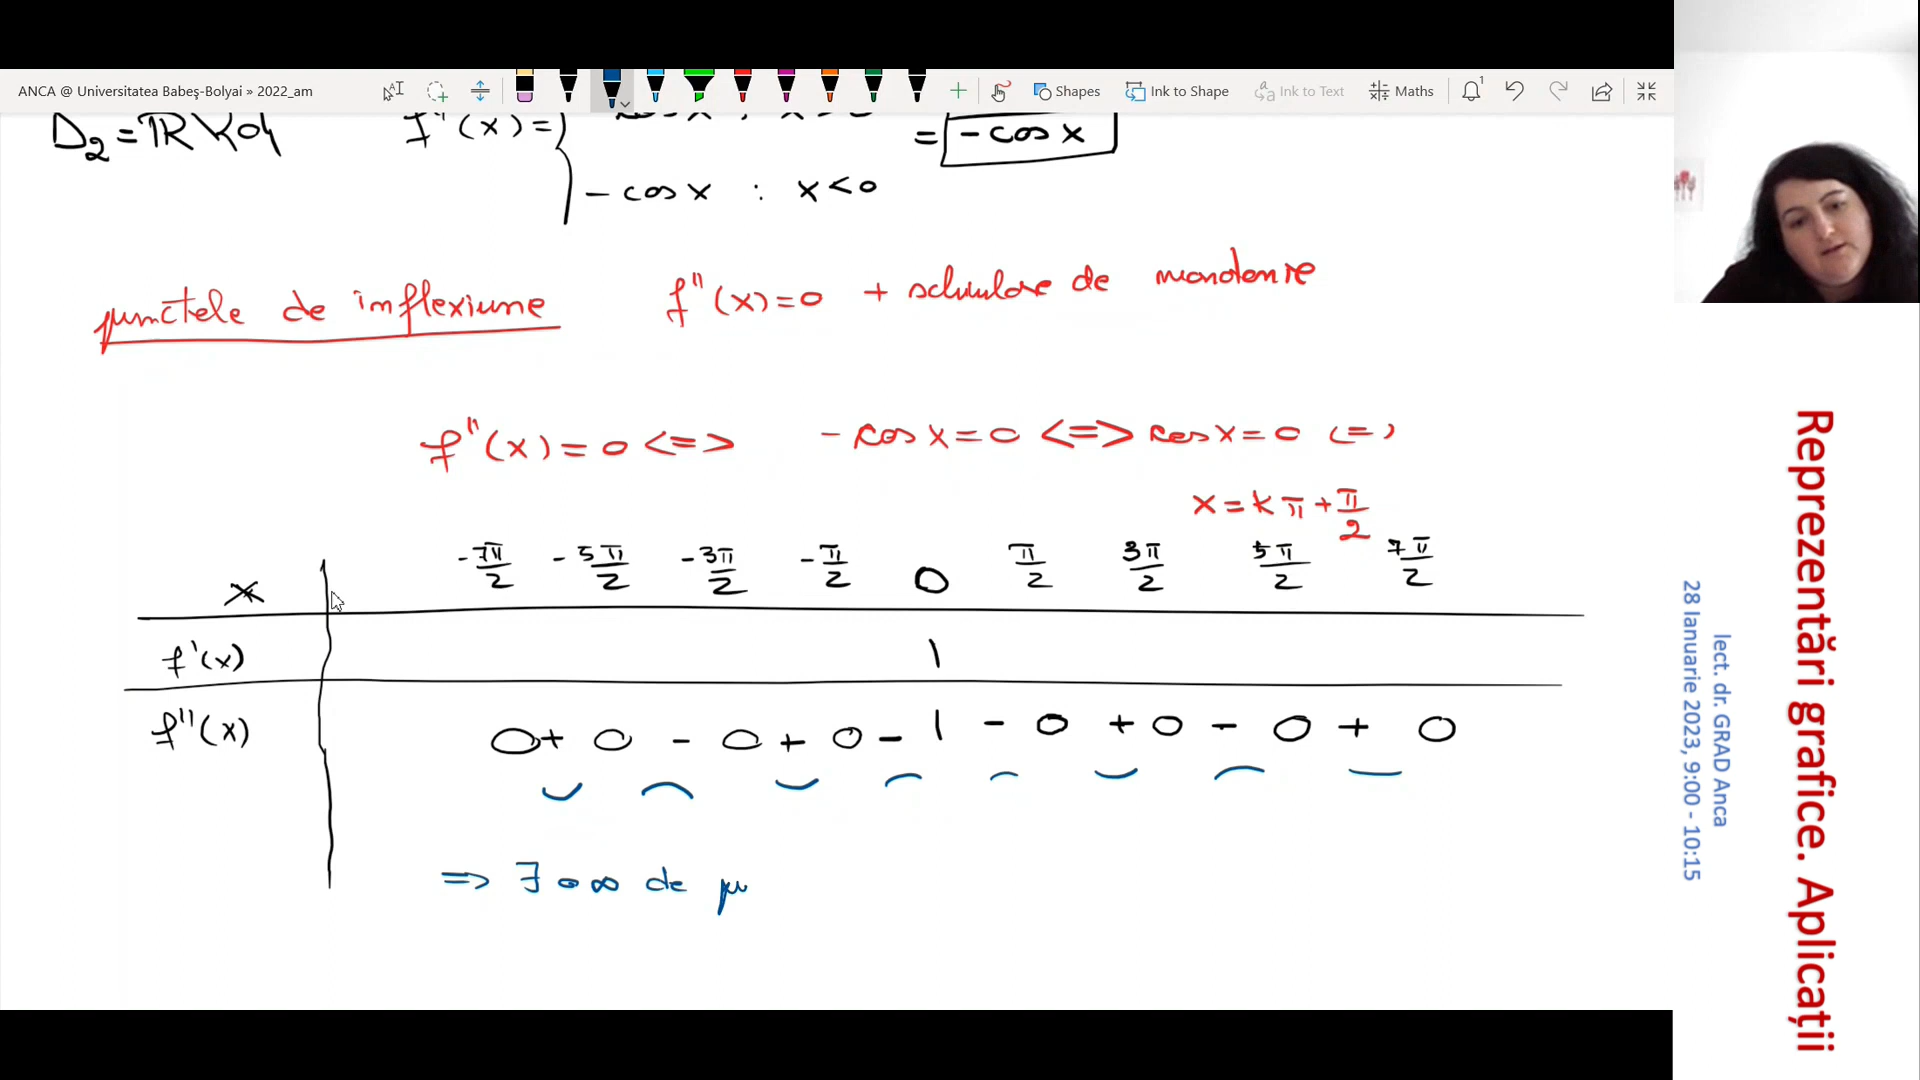 ANCA @ Universitatea Babeş-Bolyai » 2022_am
Shapes Ink to Shape Ink to Text Maths 1
D₂ = ℝ \ {0} f''(x) = { : = - cos x
- cos x : x < 0
punctele de inflexiune f''(x) = 0 + schimbare de monotonie
f''(x) = 0 <=> - cos x = 0 <=> cos x = 0 <=>
x = kπ + π/2
x -7π/2 -5π/2 -3π/2 -π/2 0 π/2 3π/2 5π/2 7π/2
f'(x) |
f''(x) 0 + 0 - 0 + 0 - | - 0 + 0 - 0 + 0
=> ∃ o ∞ de pu
Reprezentări grafice. Aplicații
lect. dr. GRAD Anca
28 Ianuarie 2023, 9:00 - 10:15